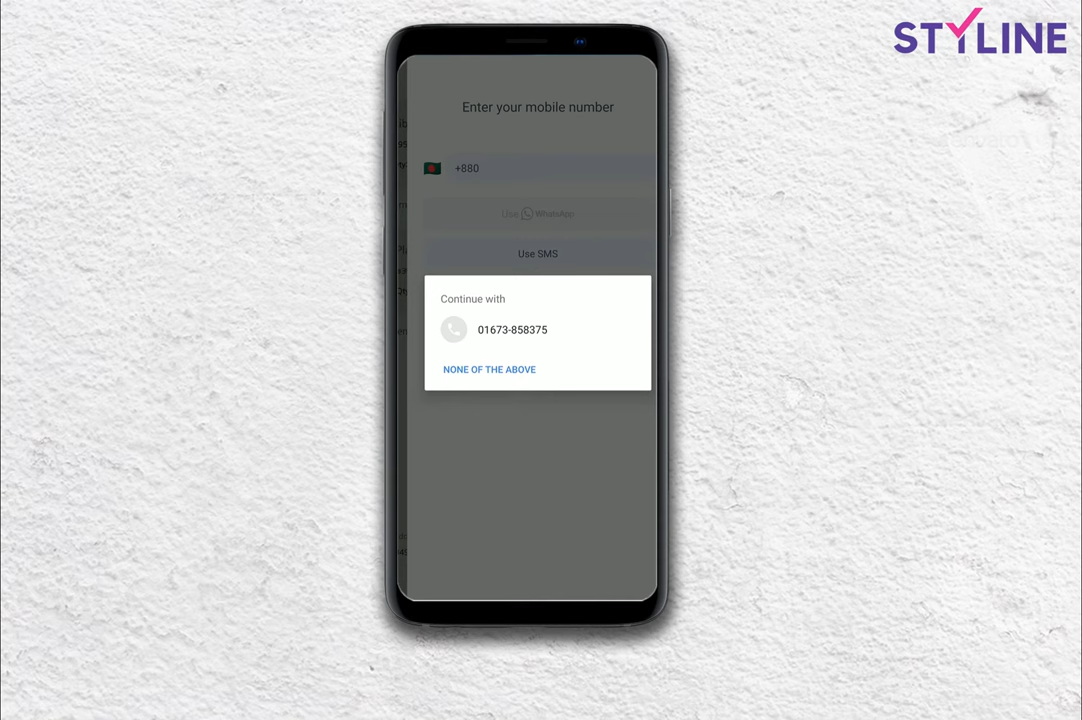 STYLINE
Enter your mobile number
+880
Use WhatsApp
Use SMS
Continue with
01673-858375
NONE OF THE ABOVE